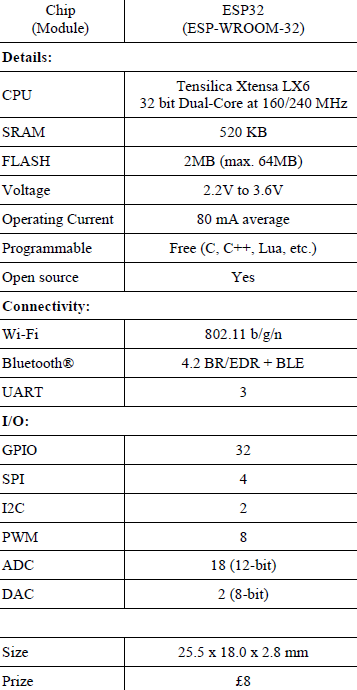 Chip ESP32
(Module) (ESP-WROOM-32)
Details:
CPU Tensilica Xtensa LX6
32 bit Dual-Core at 160/240 MHz
SRAM 520 KB
FLASH 2MB (max. 64MB)
Voltage 2.2V to 3.6V
Operating Current 80 mA average
Programmable Free (C, C++, Lua, etc.)
Open source Yes
Connectivity:
Wi-Fi 802.11 b/g/n
Bluetooth® 4.2 BR/EDR + BLE
UART 3
I/O:
GPIO 32
SPI 4
I2C 2
PWM 8
ADC 18 (12-bit)
DAC 2 (8-bit)
Size 25.5 x 18.0 x 2.8 mm
Prize £8